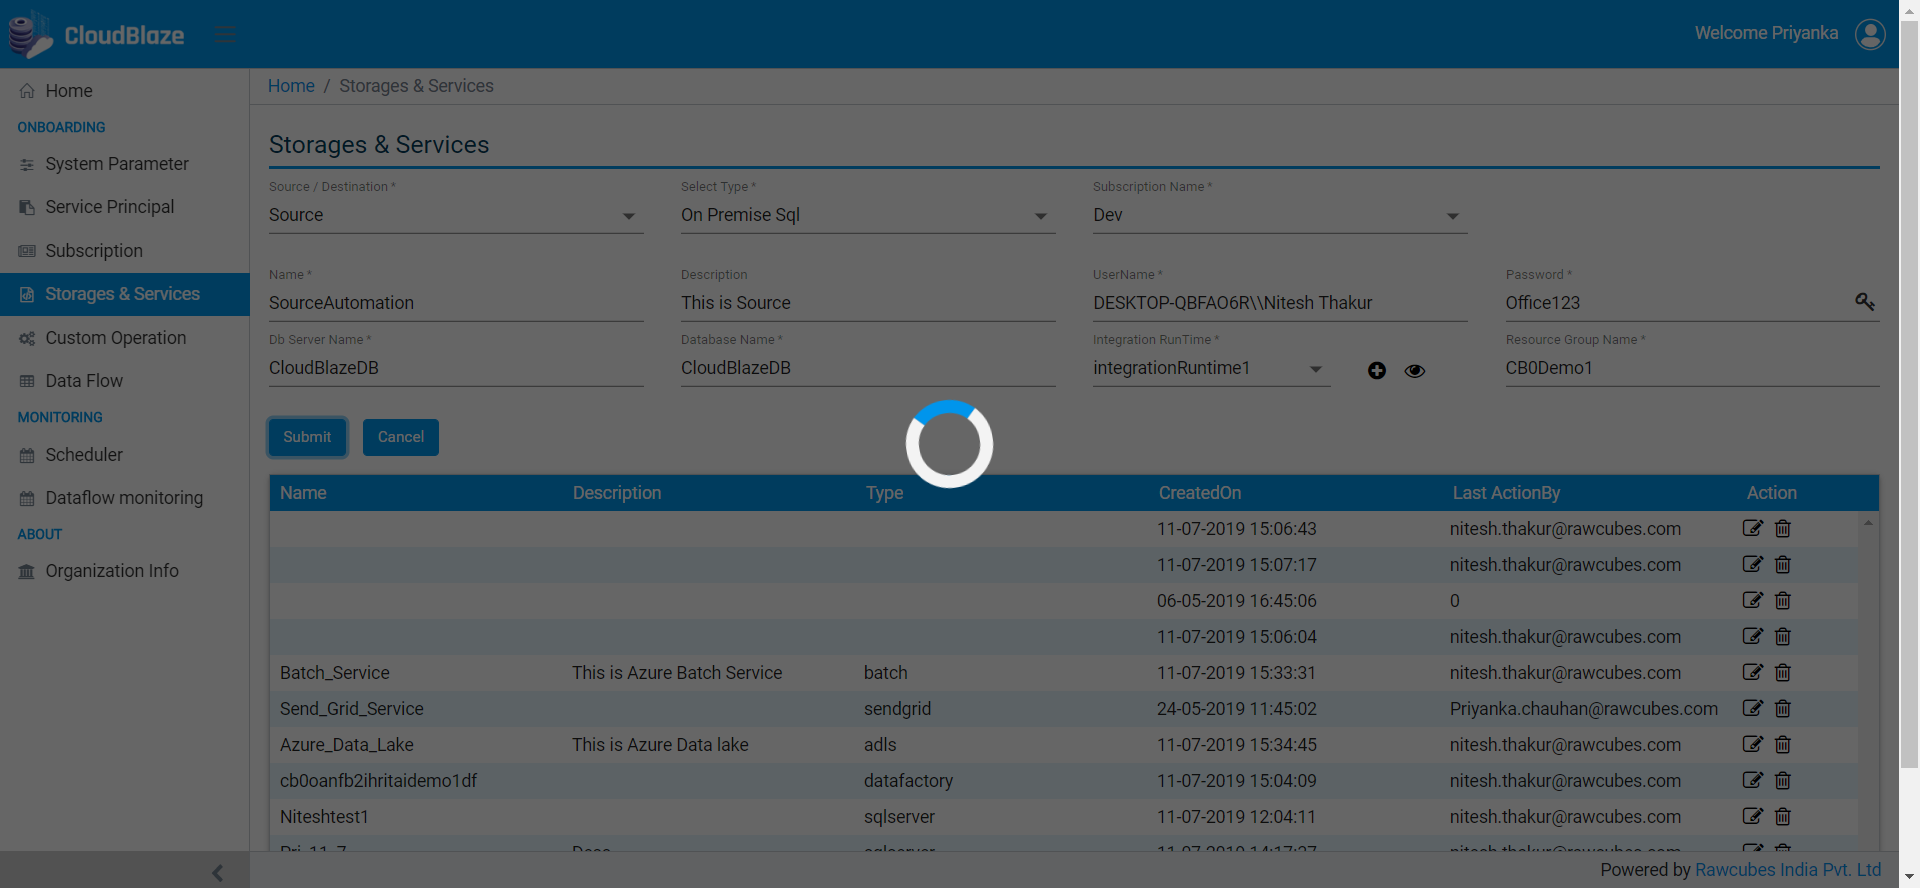 CloudBlaze
Welcome Priyanka
Home
ONBOARDING
System Parameter
Service Principal
Subscription
Storages & Services
Custom Operation
Data Flow
MONITORING
Scheduler
Dataflow monitoring
ABOUT
Organization Info
Home / Storages & Services
Storages & Services
Source / Destination * Select Type * Subscription Name *
Source On Premise Sql Dev
Name * Description UserName * Password *
SourceAutomation This is Source DESKTOP-QBFAO6R\\Nitesh Thakur Office123
Db Server Name * Database Name * Integration RunTime * Resource Group Name *
CloudBlazeDB CloudBlazeDB integrationRuntime1 CB0Demo1
Submit Cancel
Name Description Type CreatedOn Last ActionBy Action
11-07-2019 15:06:43 nitesh.thakur@rawcubes.com
11-07-2019 15:07:17 nitesh.thakur@rawcubes.com
06-05-2019 16:45:06 0
11-07-2019 15:06:04 nitesh.thakur@rawcubes.com
Batch_Service This is Azure Batch Service batch 11-07-2019 15:33:31 nitesh.thakur@rawcubes.com
Send_Grid_Service sendgrid 24-05-2019 11:45:02 Priyanka.chauhan@rawcubes.com
Azure_Data_Lake This is Azure Data lake adls 11-07-2019 15:34:45 nitesh.thakur@rawcubes.com
cb0oanfb2ihritaidemo1df datafactory 11-07-2019 15:04:09 nitesh.thakur@rawcubes.com
Niteshtest1 sqlserver 11-07-2019 12:04:11 nitesh.thakur@rawcubes.com
Powered by Rawcubes India Pvt. Ltd